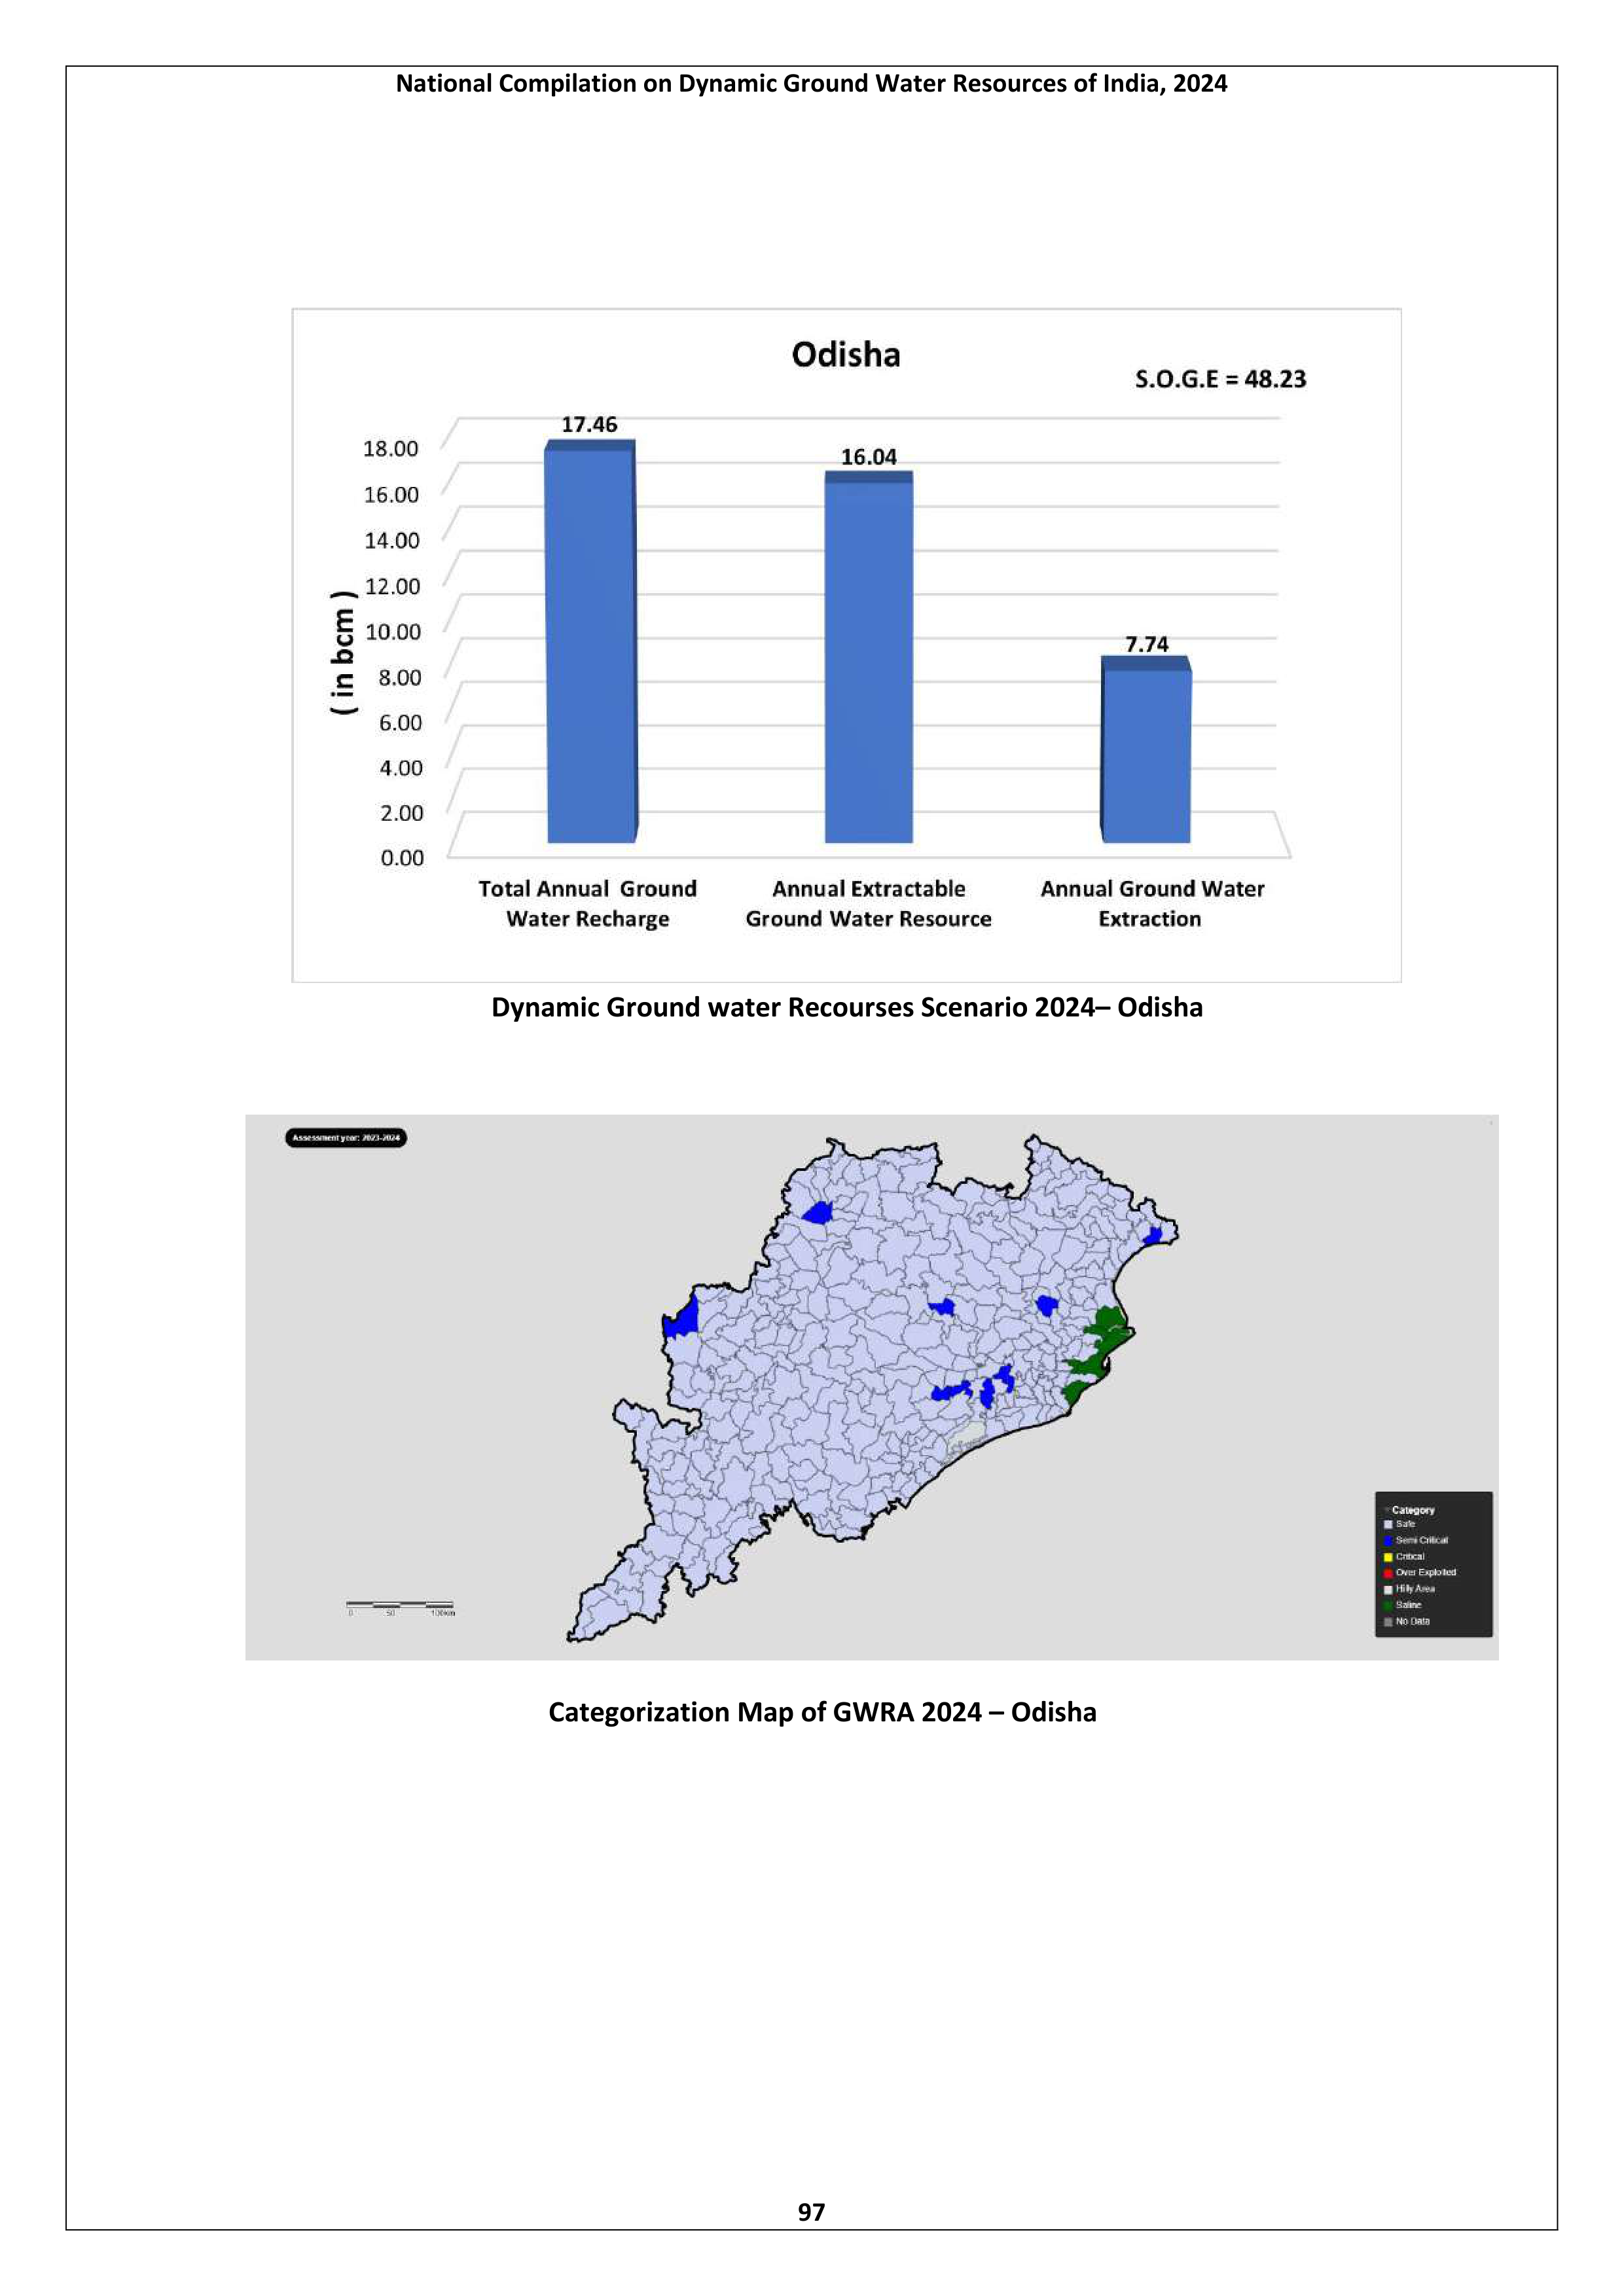 National Compilation on Dynamic Ground Water Resources of India, 2024
Odisha
S.O.G.E = 48.23
17.46
18.00
16.04
16.00
14.00
12.00
10.00
7.74
8.00
6.00
4.00
2.00
0.00
( in bcm )
Total Annual Ground
Water Recharge
Annual Extractable
Ground Water Resource
Annual Ground Water
Extraction
Dynamic Ground water Recourses Scenario 2024– Odisha
Assessment year: 2023-2024
Category
Safe
Semi Critical
Critical
Over Exploited
Hilly Area
Saline
No Data
0 50 100km
Categorization Map of GWRA 2024 – Odisha
97